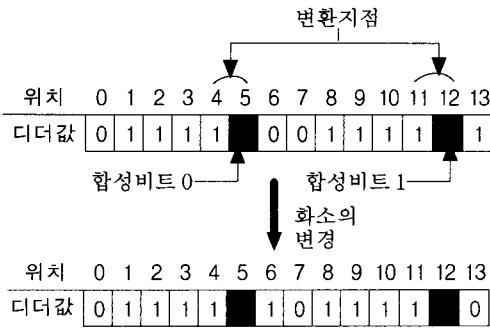 변환지점
위치 0 1 2 3 4 5 6 7 8 9 10 11 12 13
디더값 0 1 1 1 1 0 0 1 1 1 1 1
합성비트 0 합성비트 1
화소의
변경
위치 0 1 2 3 4 5 6 7 8 9 10 11 12 13
디더값 0 1 1 1 1 1 0 1 1 1 1 0